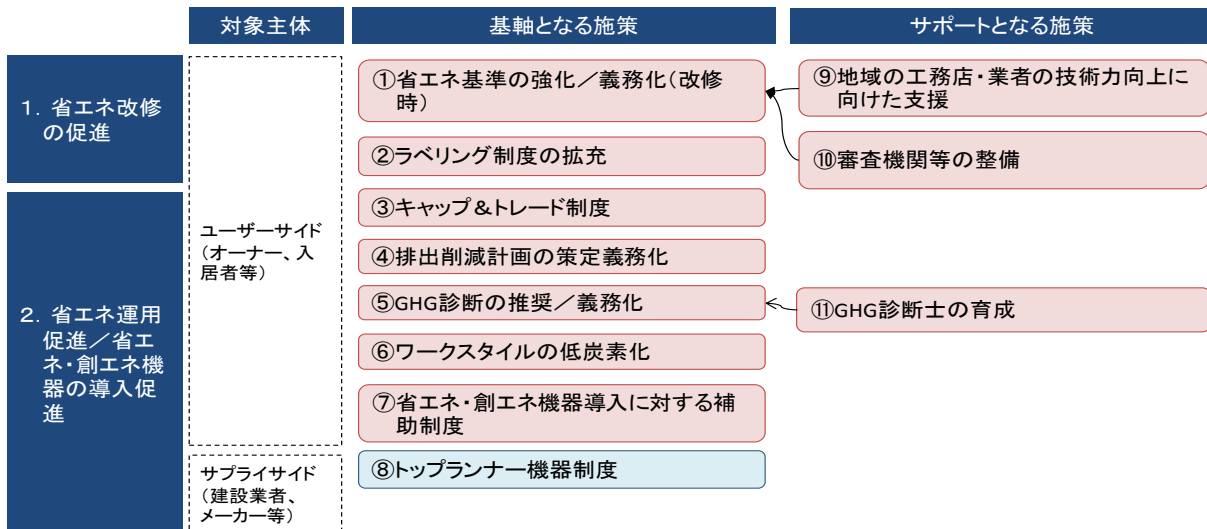 対象主体
基軸となる施策
サポートとなる施策
1．省エネ改修
の促進
2．省エネ運用
促進／省エ
ネ・創エネ機
器の導入促
進
ユーザーサイド
（オーナー、入
居者等）
サプライサイド
（建設業者、
メーカー等）
①省エネ基準の強化／義務化（改修
時）
②ラベリング制度の拡充
③キャップ＆トレード制度
④排出削減計画の策定義務化
⑤GHG診断の推奨／義務化
⑥ワークスタイルの低炭素化
⑦省エネ・創エネ機器導入に対する補
助制度
⑧トップランナー機器制度
⑨地域の工務店・業者の技術力向上に
向けた支援
⑩審査機関等の整備
⑪GHG診断士の育成